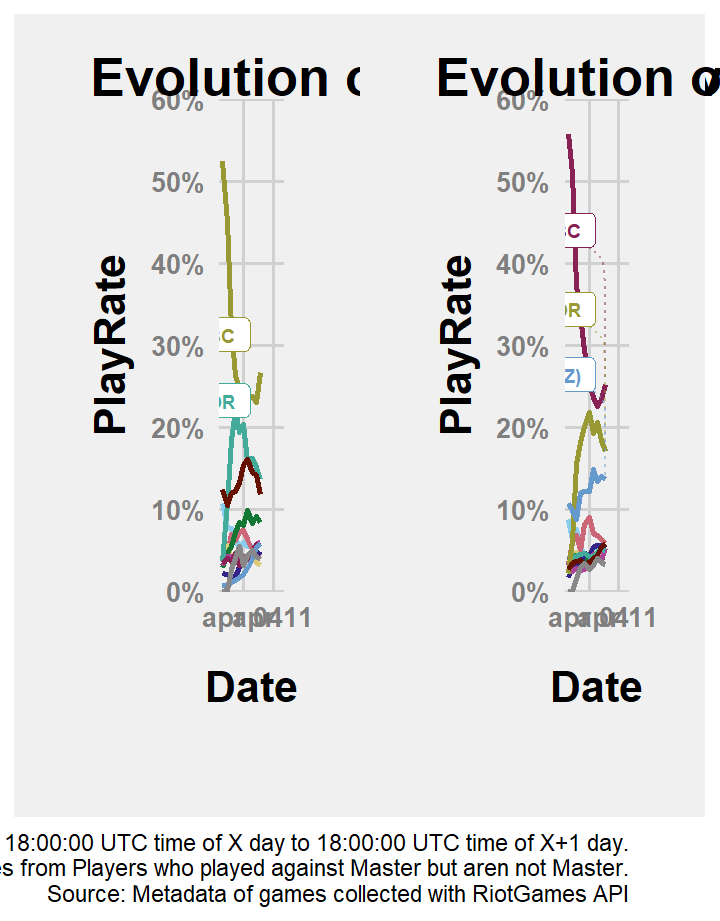 Evolution
Evolution
60%
50%
40%
30%
20%
10%
0%
PlayRate
Date
60%
50%
40%
30%
20%
10%
0%
PlayRate
Date
18:00:00 UTC time of X day to 18:00:00 UTC time of X+1 day.
from Players who played against Master but aren not Master.
Source: Metadata of games collected with RiotGames API